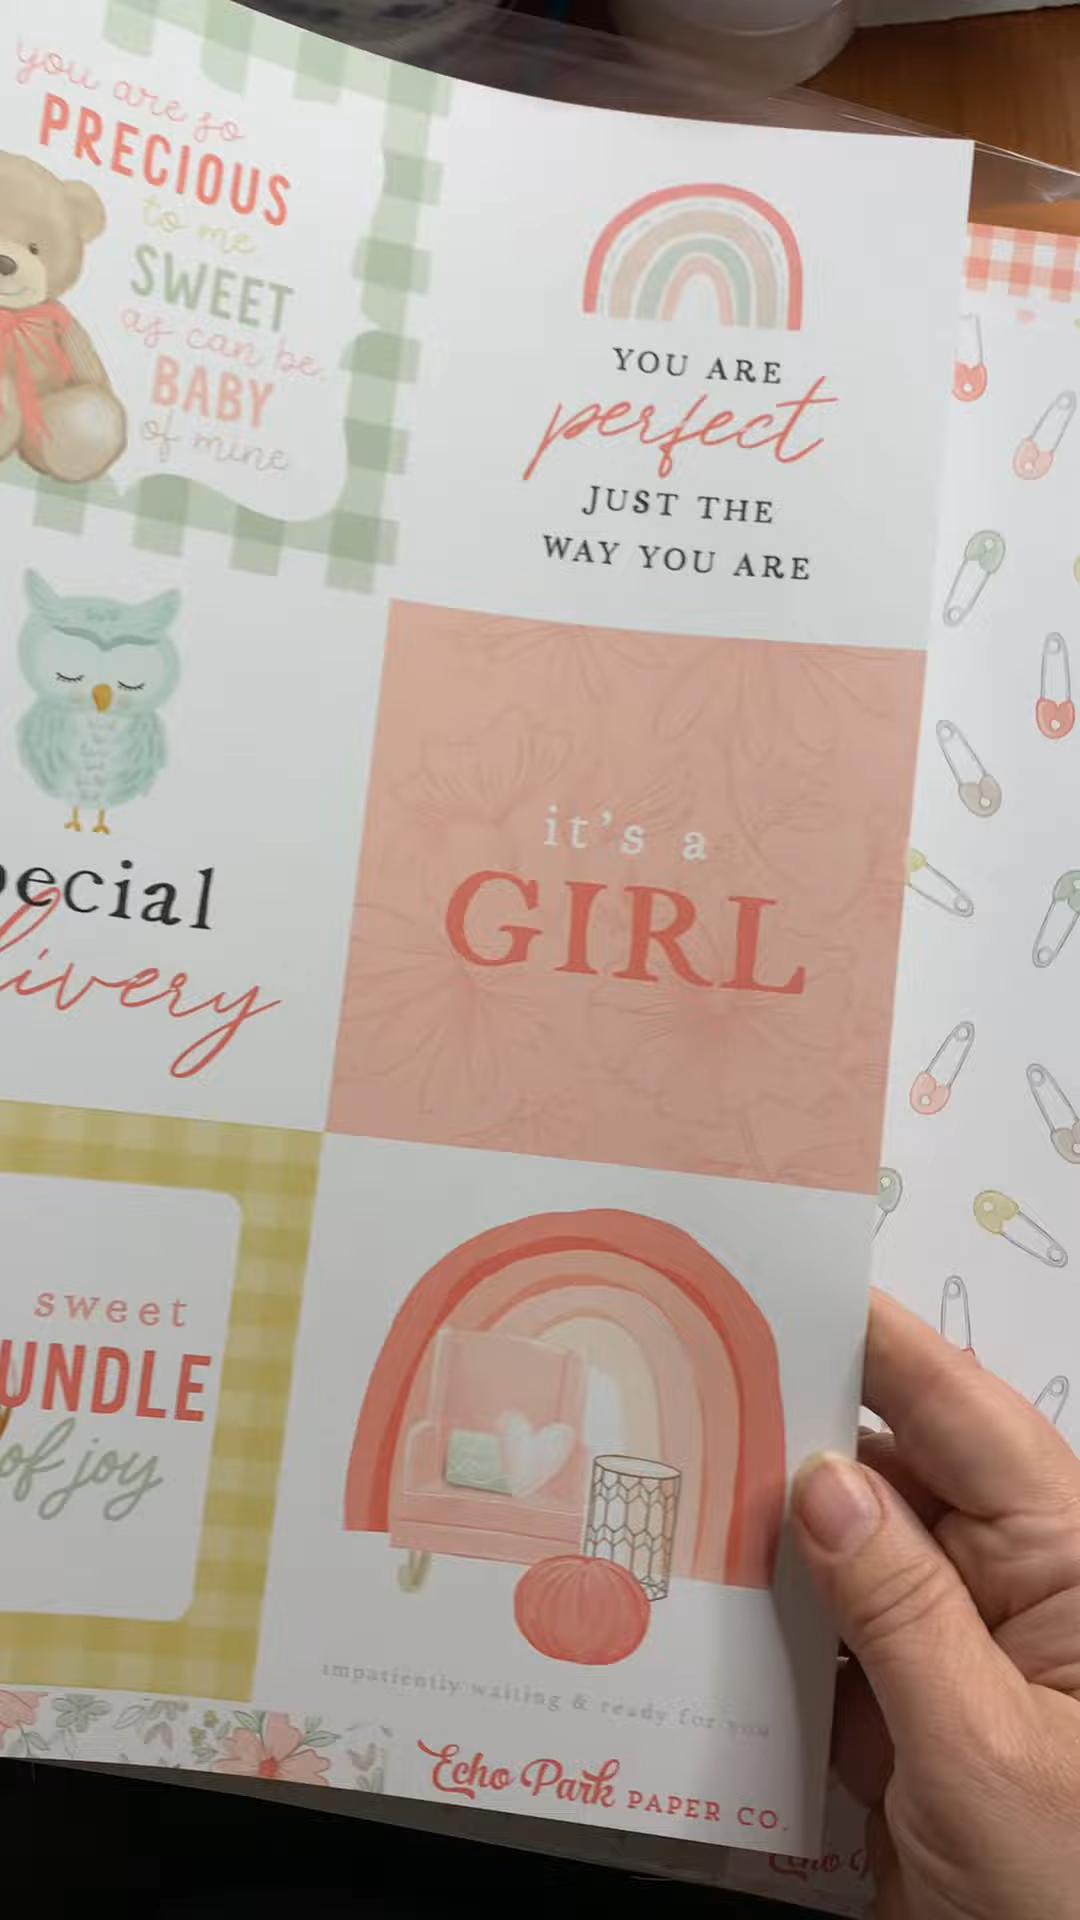 you are so
PRECIOUS
to me
SWEET
as can be.
BABY
of mine
YOU ARE
perfect
JUST THE
WAY YOU ARE
pecial
livery
it's a
GIRL
sweet
UNDLE
of joy
impatiently waiting & ready for you
Echo Park PAPER CO.
Echo